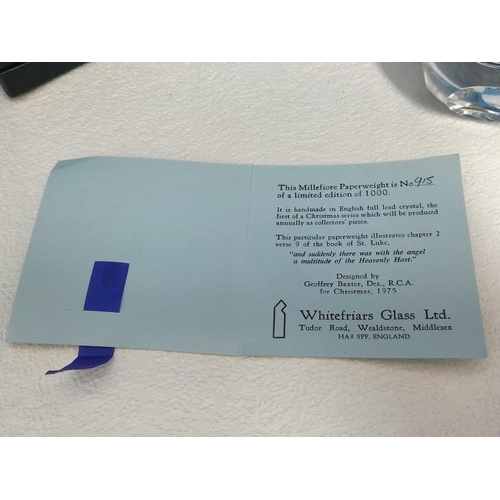 This Millefiore Paperweight is No 915
of a limited edition of 1000.
It is handmade in English full lead crystal, the
first of a Christmas series which will be produced
annually as collectors' pieces.
This particular paperweight illustrates chapter 2
verse 9 of the book of St. Luke,
"and suddenly there was with the angel
a multitude of the Heavenly Host."
Designed by
Geoffrey Baxter, Des., R.C.A.
for Christmas, 1975
Whitefriars Glass Ltd.
Tudor Road, Wealdstone, Middlesex
HA3 9PF, ENGLAND